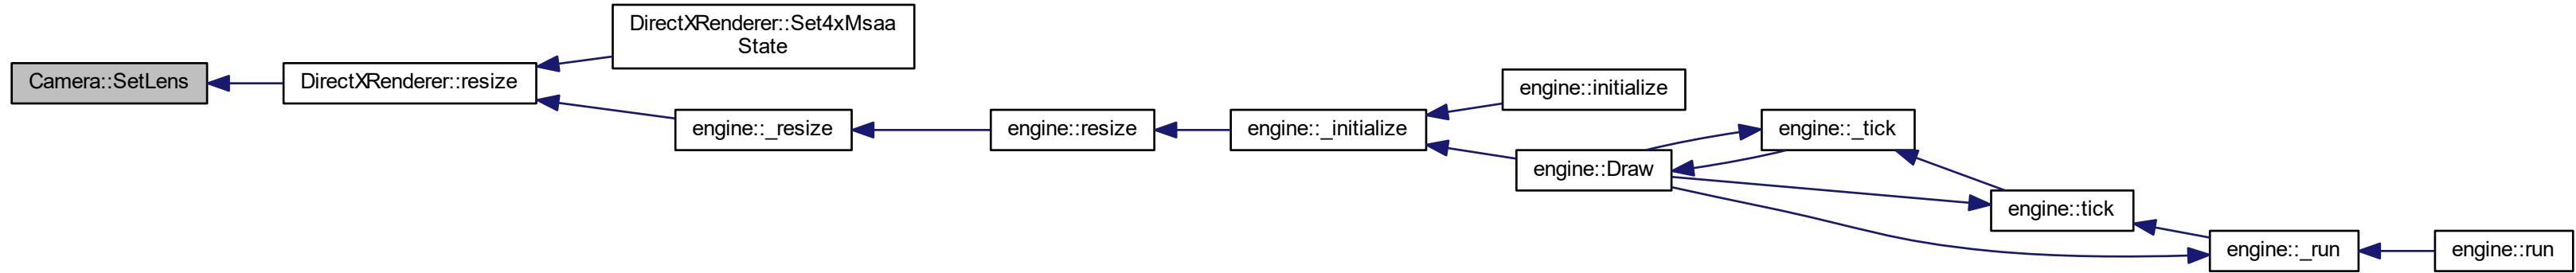 DirectXRenderer::Set4xMsaa
State
Camera::SetLens
DirectXRenderer::resize
engine::_resize
engine::resize
engine::_initialize
engine::initialize
engine::Draw
engine::_tick
engine::tick
engine::_run
engine::run